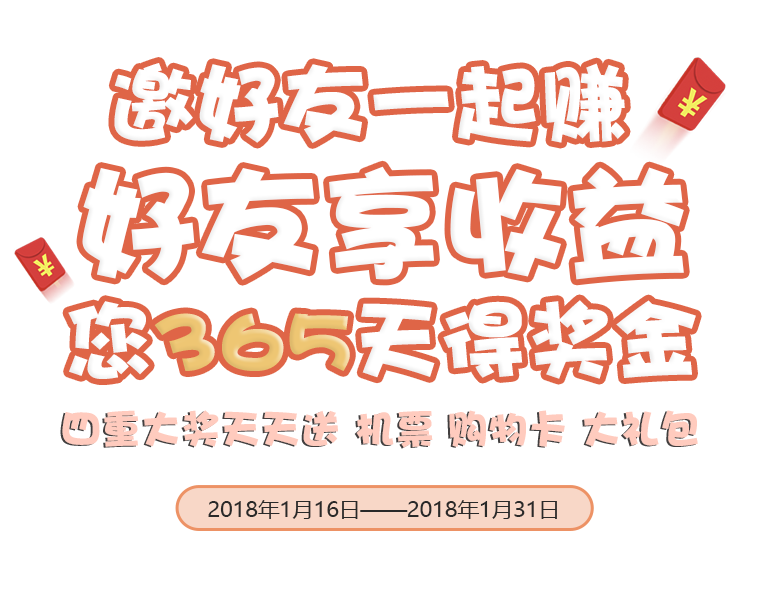 邀好友一起赚
好友享收益
您365天得奖金
四重大奖天天送 机票 购物卡 大礼包
2018年1月16日——2018年1月31日
¥
¥